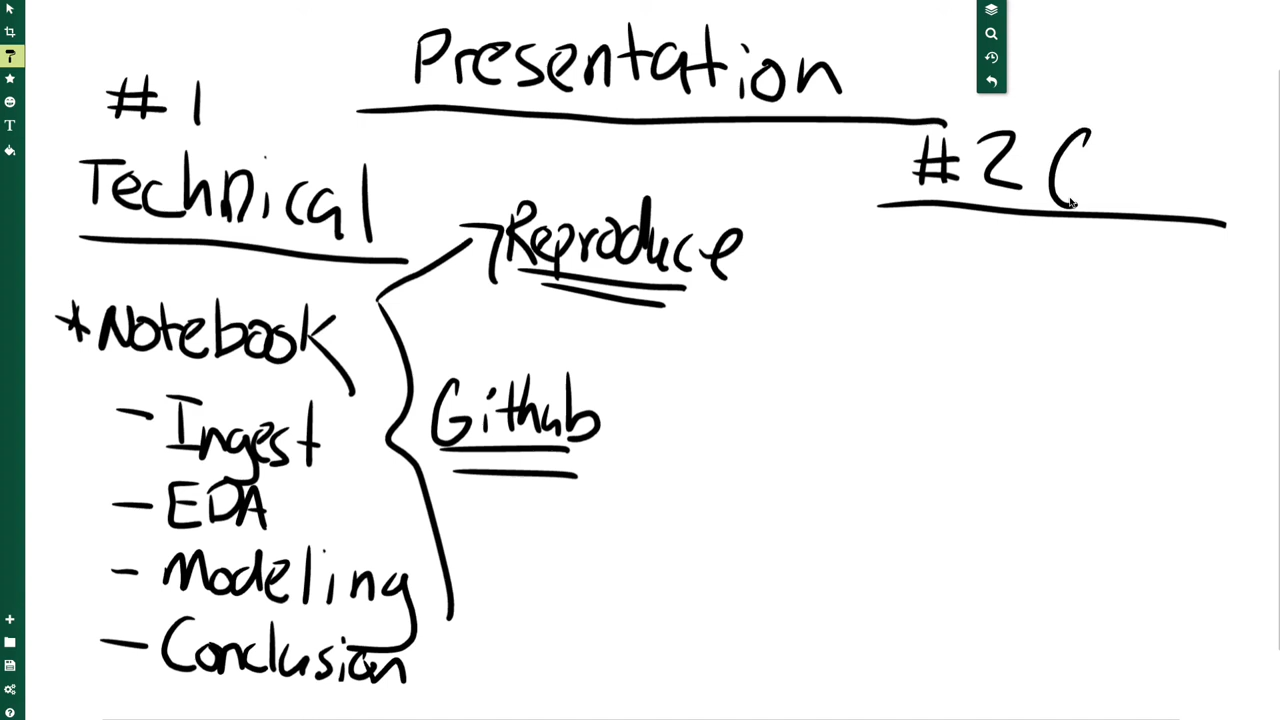 Presentation
#1
Technical
#2 C
Reproduce
*Notebook
- Ingest
Github
- EDA
- Modeling
- Conclusion
T